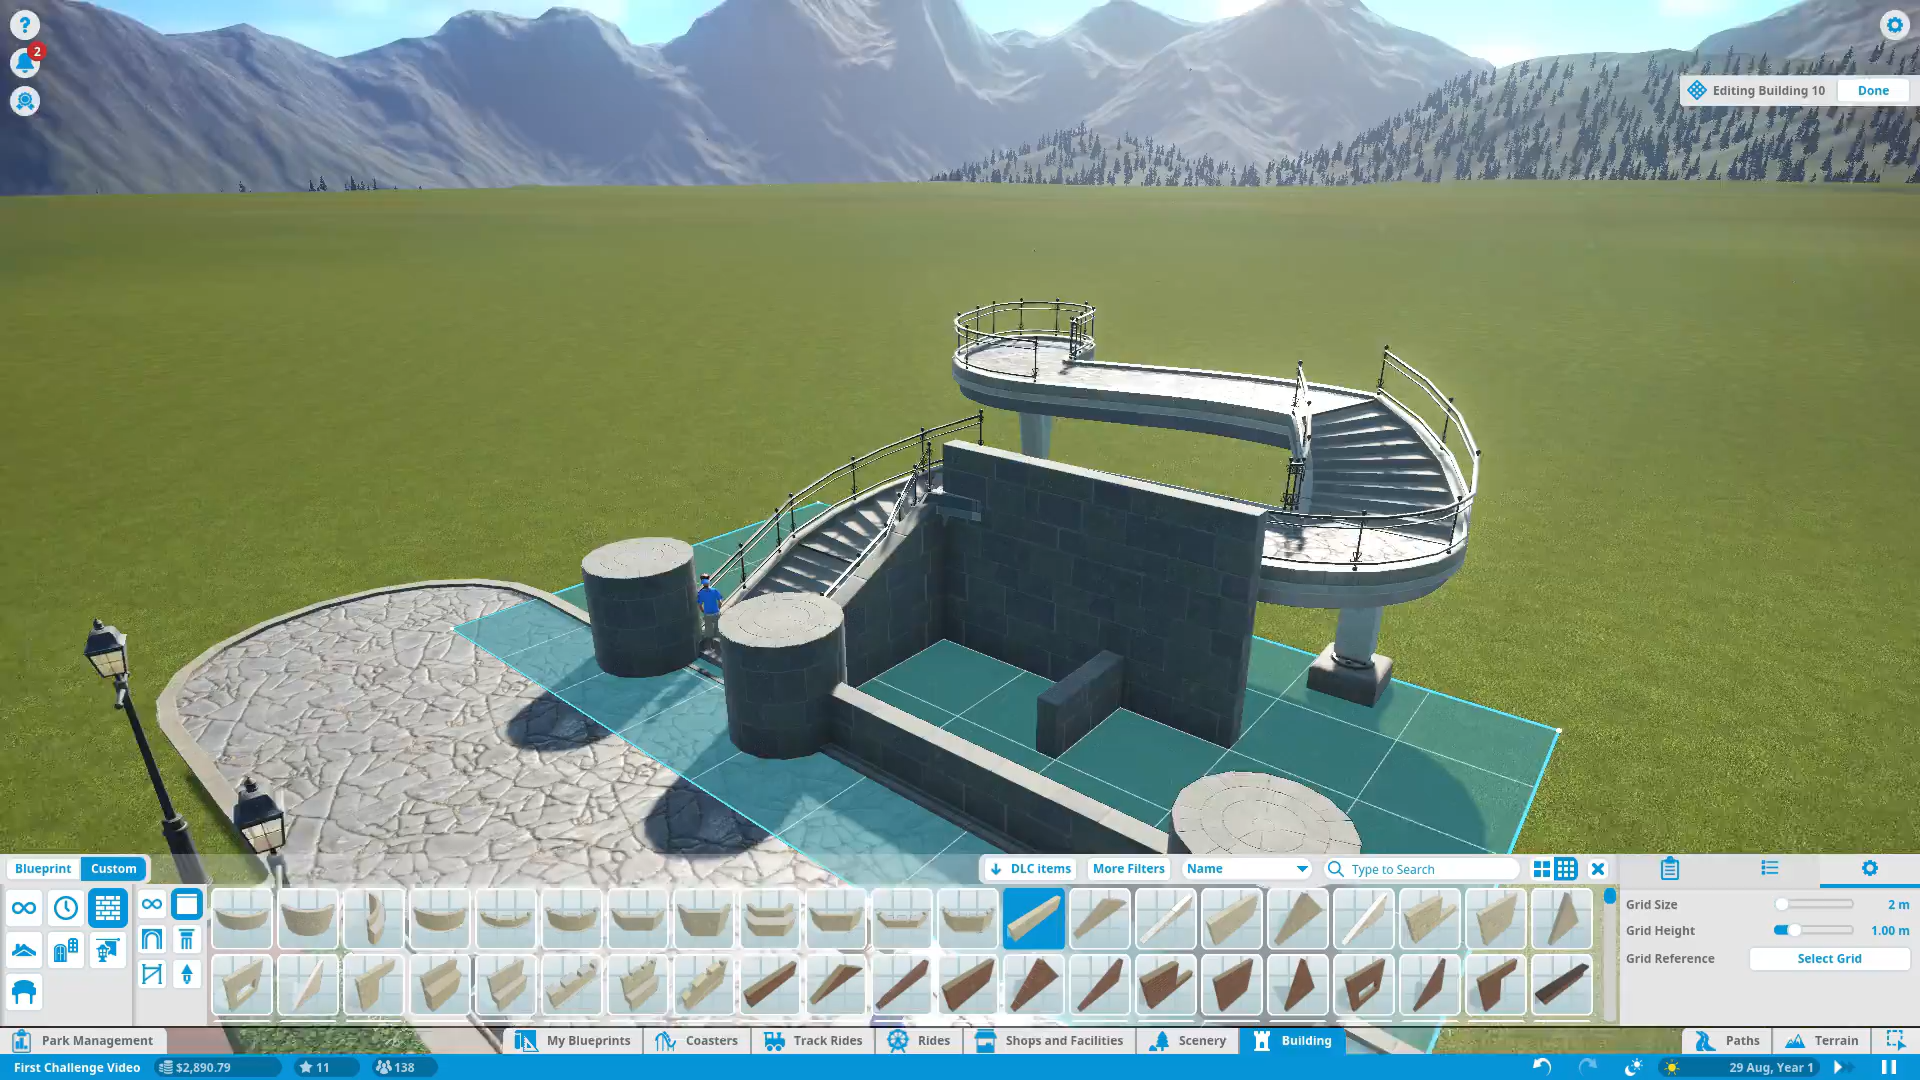 ?
2
Editing Building 10
Done
Blueprint
Custom
DLC items
More Filters
Name
Type to Search
Grid Size
2 m
Grid Height
1.00 m
Grid Reference
Select Grid
Park Management
My Blueprints
Coasters
Track Rides
Rides
Shops and Facilities
Scenery
Building
Paths
Terrain
First Challenge Video
$2,890.79
11
138
29 Aug, Year 1